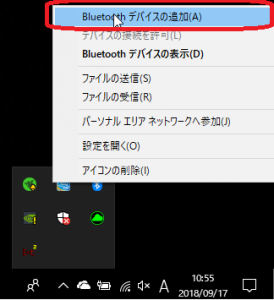 Bluetooth デバイスの追加(A)
デバイスの接続を許可(L)
Bluetooth デバイスの表示(D)
ファイルの送信(S)
ファイルの受信(R)
パーソナル エリア ネットワークへ参加(J)
設定を開く(O)
アイコンの削除(I)
A
10:55
2018/09/17